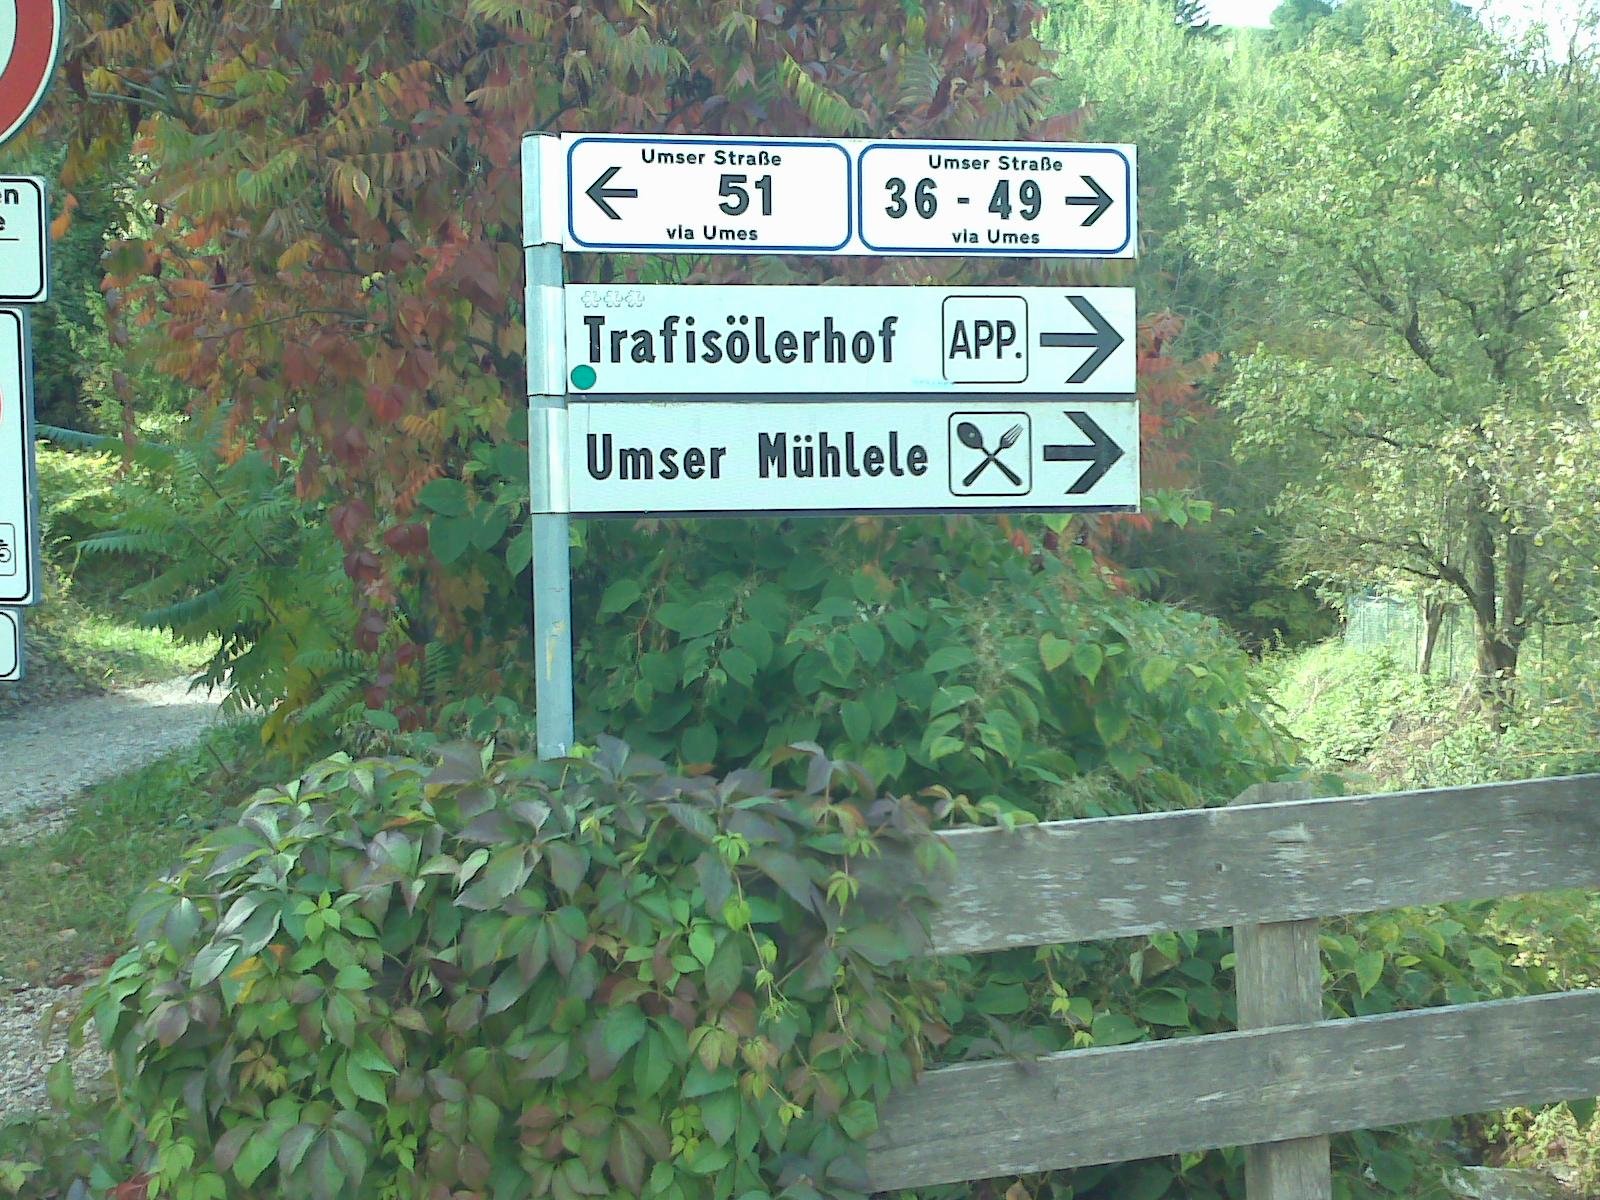 Umser Straße
51
via Umes
Umser Straße
36 - 49
via Umes
Trafisölerhof APP.
Umser Mühlele